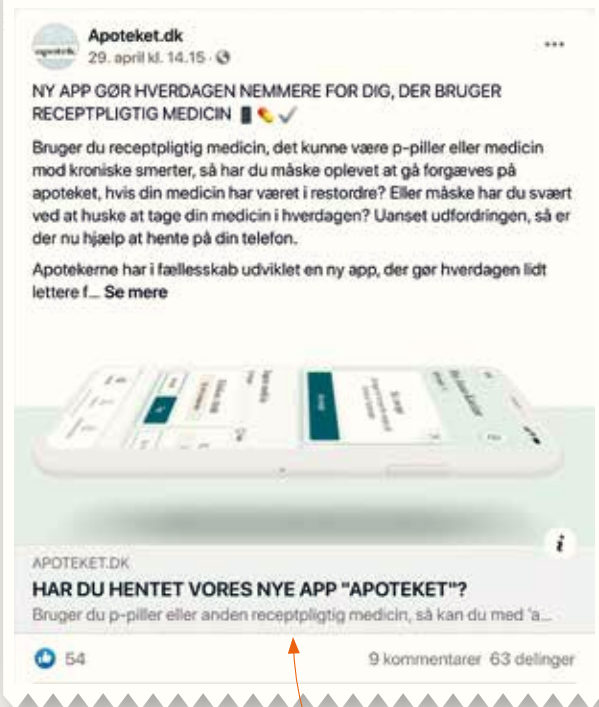 Apoteket.dk
29. april kl. 14.15 ·
NY APP GØR HVERDAGEN NEMMERE FOR DIG, DER BRUGER
RECEPTPLIGTIG MEDICIN
Bruger du receptpligtig medicin, det kunne være p-piller eller medicin
mod kroniske smerter, så har du måske oplevet at gå forgæves på
apoteket, hvis din medicin har været i restordre? Eller måske har du svært
ved at huske at tage din medicin i hverdagen? Uanset udfordringen, så er
der nu hjælp at hente på din telefon.
Apotekerne har i fællesskab udviklet en ny app, der gør hverdagen lidt
lettere f... Se mere
APOTEKET.DK
HAR DU HENTET VORES NYE APP "APOTEKET"?
Bruger du p-piller eller anden receptpligtig medicin, så kan du med 'a...
54
9 kommentarer 63 delinger